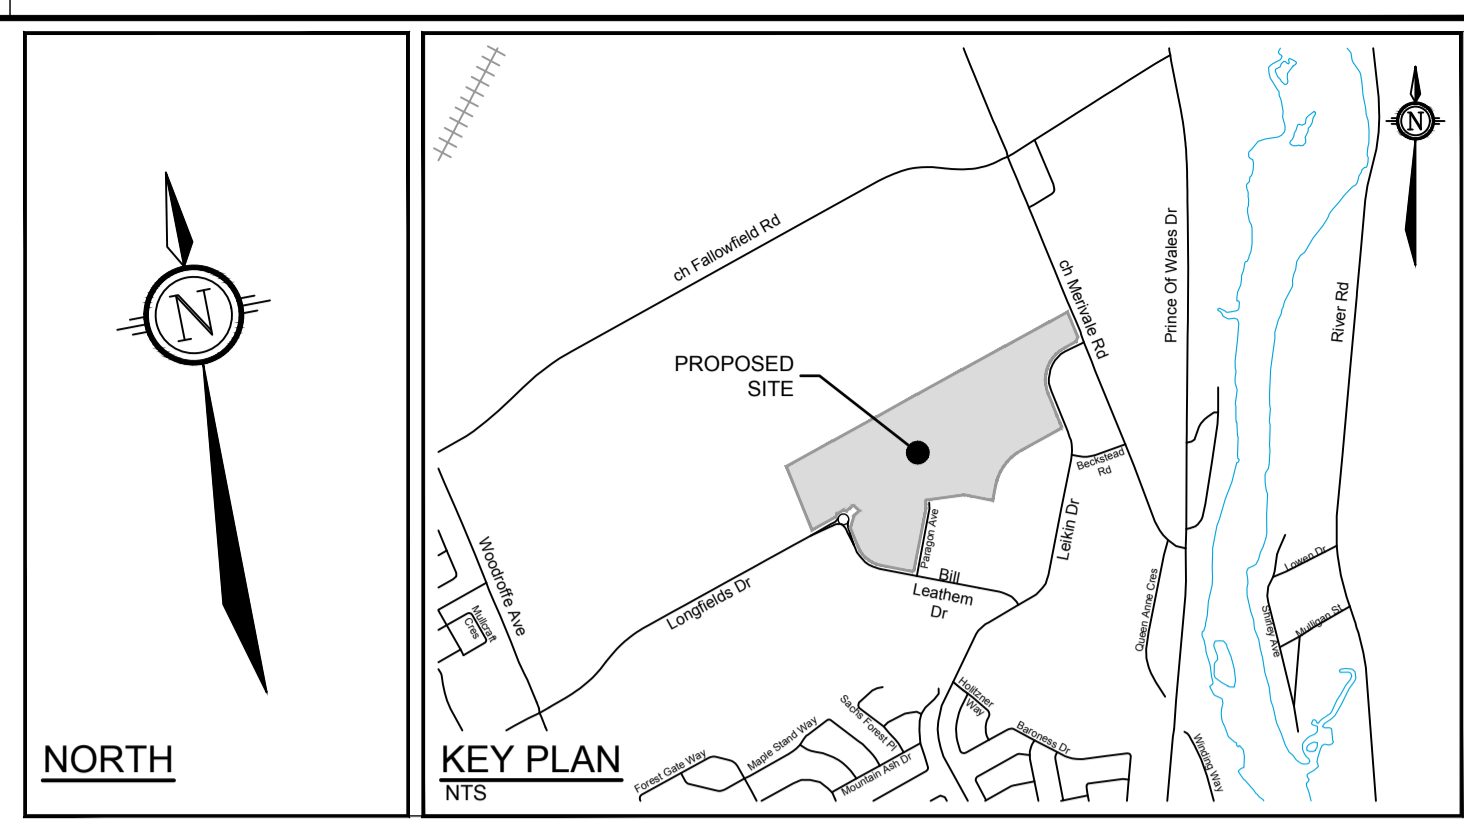 N
NORTH
N
ch Fallowfield Rd
ch Merivale Rd
Prince Of Wales Dr
River Rd
PROPOSED
SITE
Beckstead
Rd
Woodroffe Ave
Paragon Ave
Leikin Dr
Longfields Dr
Bill
Leathem
Dr
Mullcraft
Cres
Queen Anne Cres
Lowen Dr
Shirley Ave
Mulligan St
Holitzner
Way
Sachs Forest Pl
Baroness Dr
Maple Stand Way
Forest Gate Way
Mountain Ash Dr
Winding Way
KEY PLAN
NTS